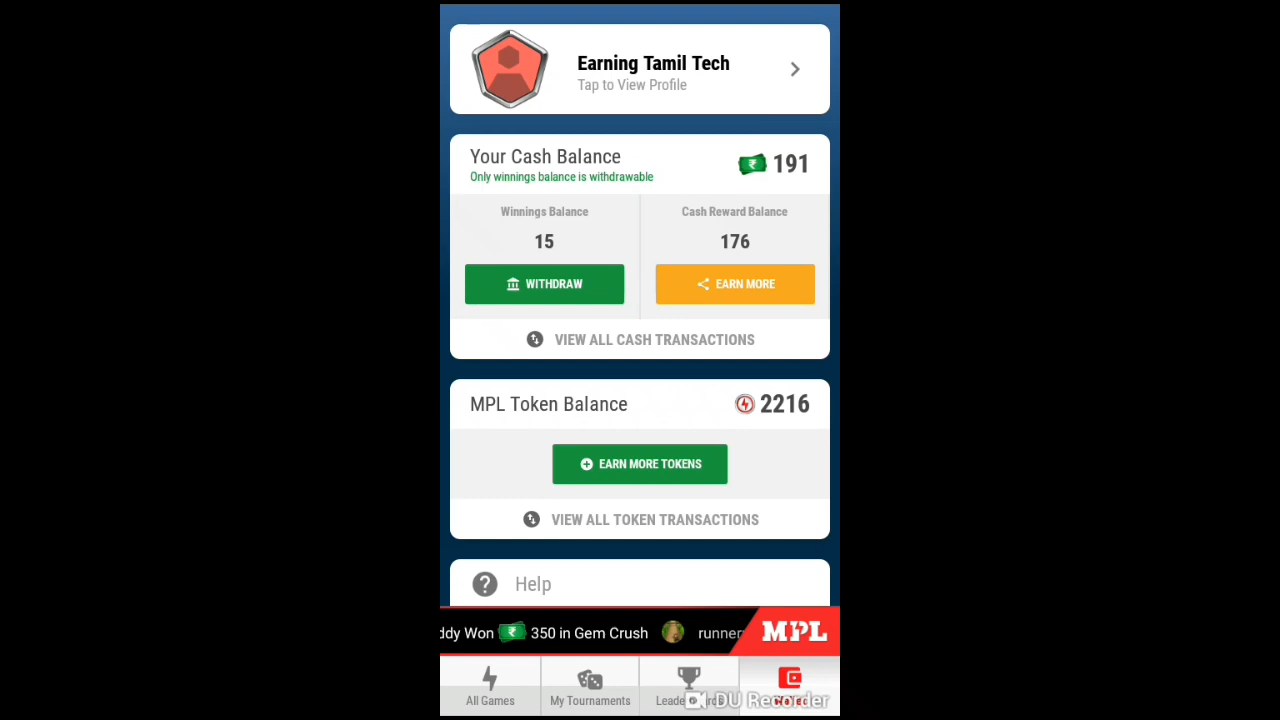 Earning Tamil Tech
Tap to View Profile
Your Cash Balance
₹ 191
Only winnings balance is withdrawable
Winnings Balance
Cash Reward Balance
15
176
WITHDRAW
EARN MORE
VIEW ALL CASH TRANSACTIONS
MPL Token Balance
2216
EARN MORE TOKENS
VIEW ALL TOKEN TRANSACTIONS
? Help
ddy Won ₹ 350 in Gem Crush
runner
MPL
All Games
My Tournaments
DU Recorder